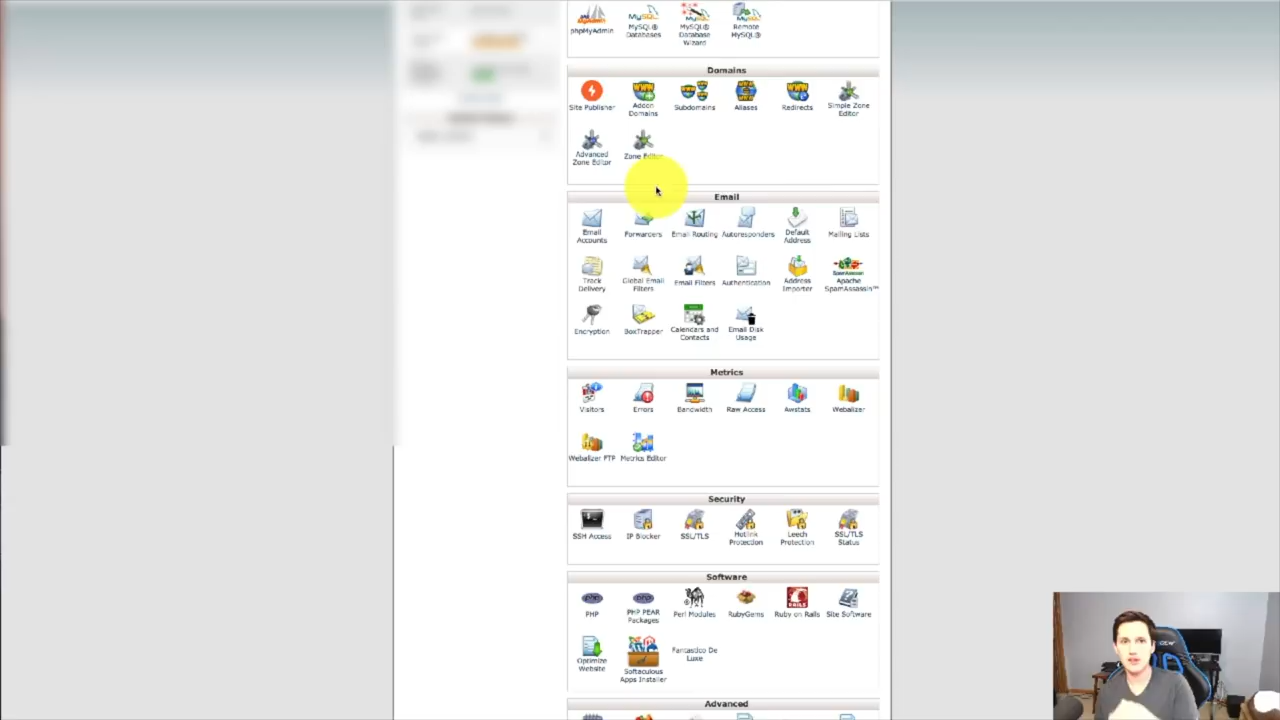 phpMyAdmin
MySQL®
Databases
MySQL®
Database
Wizard
Remote
MySQL®
Domains
Site Publisher
Addon
Domains
Subdomains
Aliases
Redirects
Simple Zone
Editor
Advanced
Zone Editor
Zone Editor
Email
Email
Accounts
Forwarders
Email Routing
Autoresponders
Default
Address
Mailing Lists
Track
Delivery
Global Email
Filters
Email Filters
Authentication
Address
Importer
Apache
SpamAssassin™
Encryption
BoxTrapper
Calendars and
Contacts
Email Disk
Usage
Metrics
Visitors
Errors
Bandwidth
Raw Access
Awstats
Webalizer
Webalizer FTP
Metrics Editor
Security
SSH Access
IP Blocker
SSL/TLS
Hotlink
Protection
Leech
Protection
SSL/TLS
Status
Software
PHP
PHP PEAR
Packages
Perl Modules
RubyGems
Ruby on Rails
Site Software
Optimize
Website
Softaculous
Apps Installer
Fantastico De
Luxe
Advanced